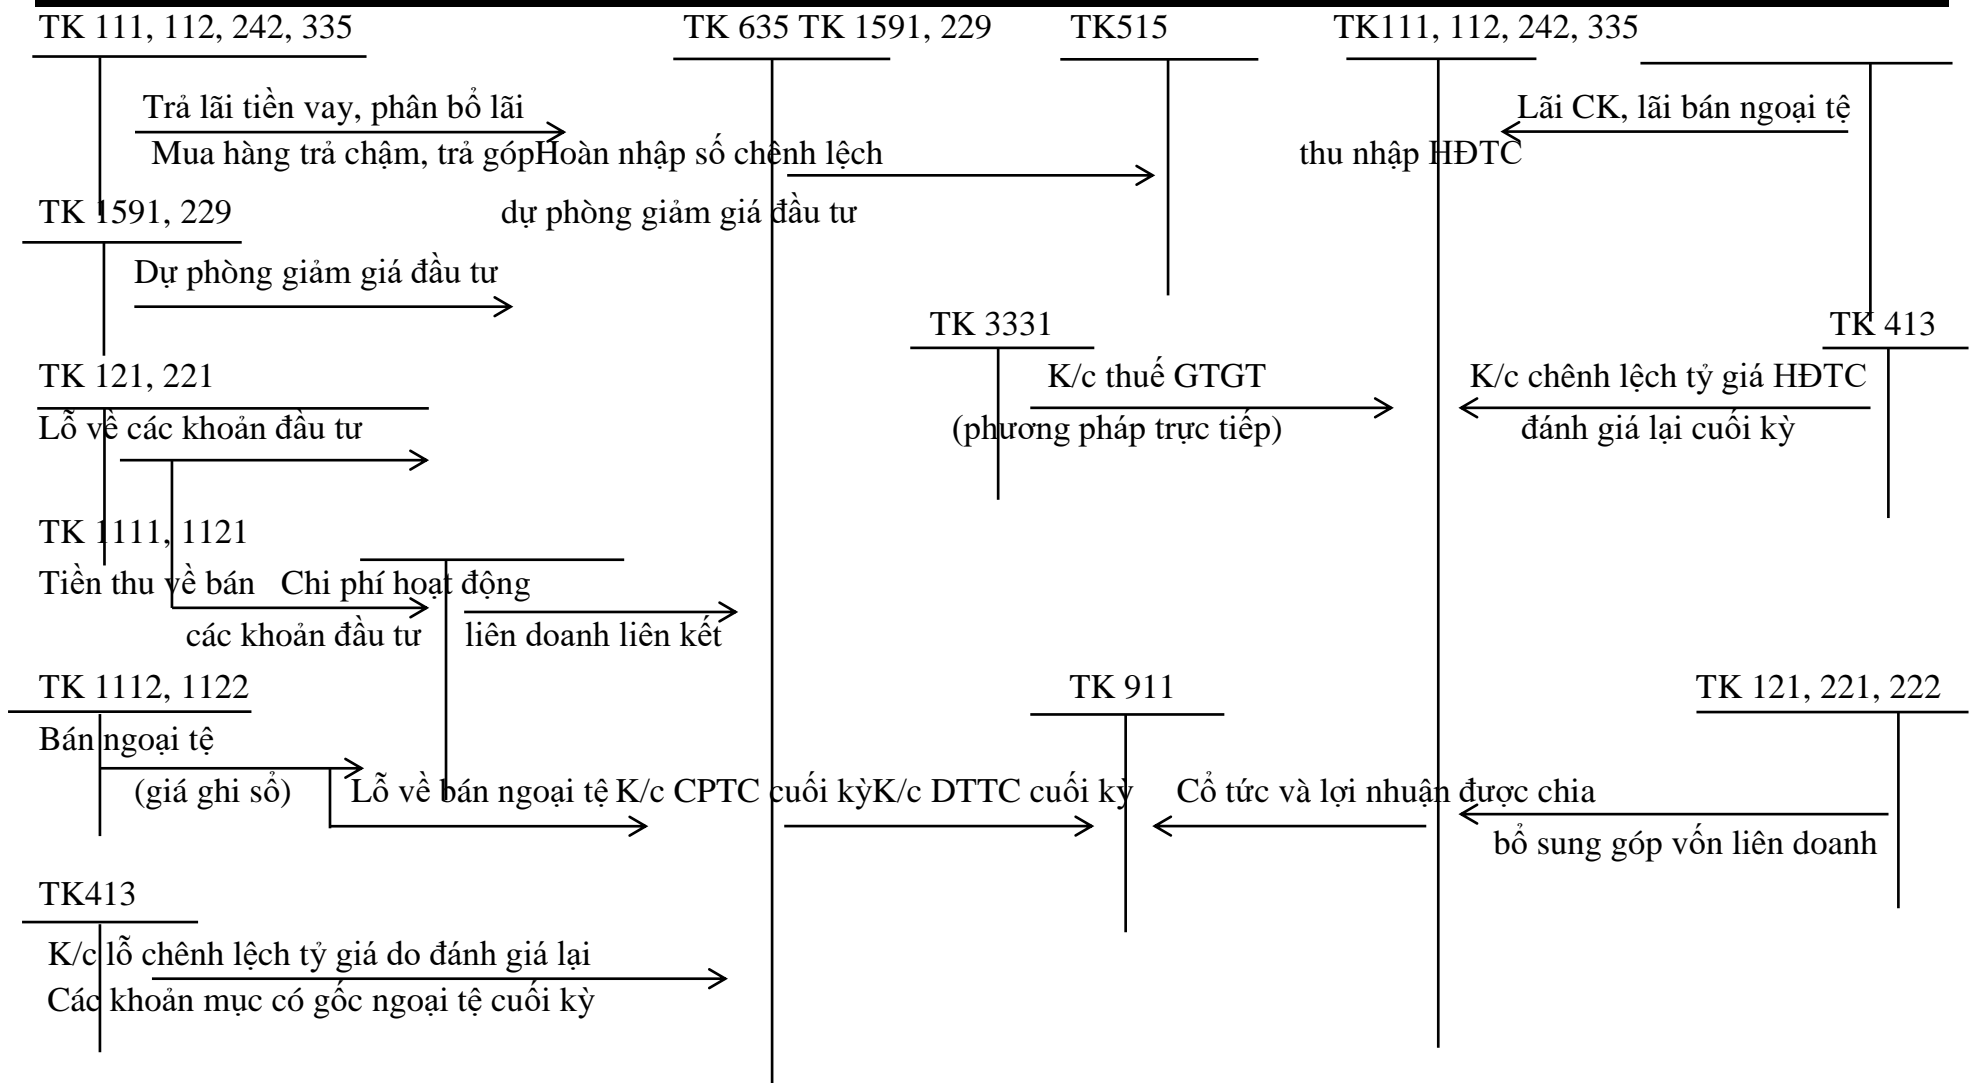 TK 111, 112, 242, 335 TK 635 TK 1591, 229 TK515 TK111, 112, 242, 335
Trả lãi tiền vay, phân bổ lãi Lãi CK, lãi bán ngoại tệ
Mua hàng trả chậm, trả góp Hoàn nhập số chênh lệch thu nhập HĐTC
TK 1591, 229 dự phòng giảm giá đầu tư
Dự phòng giảm giá đầu tư
TK 3331 TK 413
TK 121, 221 K/c thuế GTGT K/c chênh lệch tỷ giá HĐTC
Lỗ về các khoản đầu tư (phương pháp trực tiếp) đánh giá lại cuối kỳ
TK 1111, 1121
Tiền thu về bán Chi phí hoạt động
các khoản đầu tư liên doanh liên kết
TK 1112, 1122 TK 911 TK 121, 221, 222
Bán ngoại tệ
(giá ghi sổ) Lỗ về bán ngoại tệ K/c CPTC cuối kỳ K/c DTTC cuối kỳ Cổ tức và lợi nhuận được chia
bổ sung góp vốn liên doanh
TK413
K/c lỗ chênh lệch tỷ giá do đánh giá lại
Các khoản mục có gốc ngoại tệ cuối kỳ